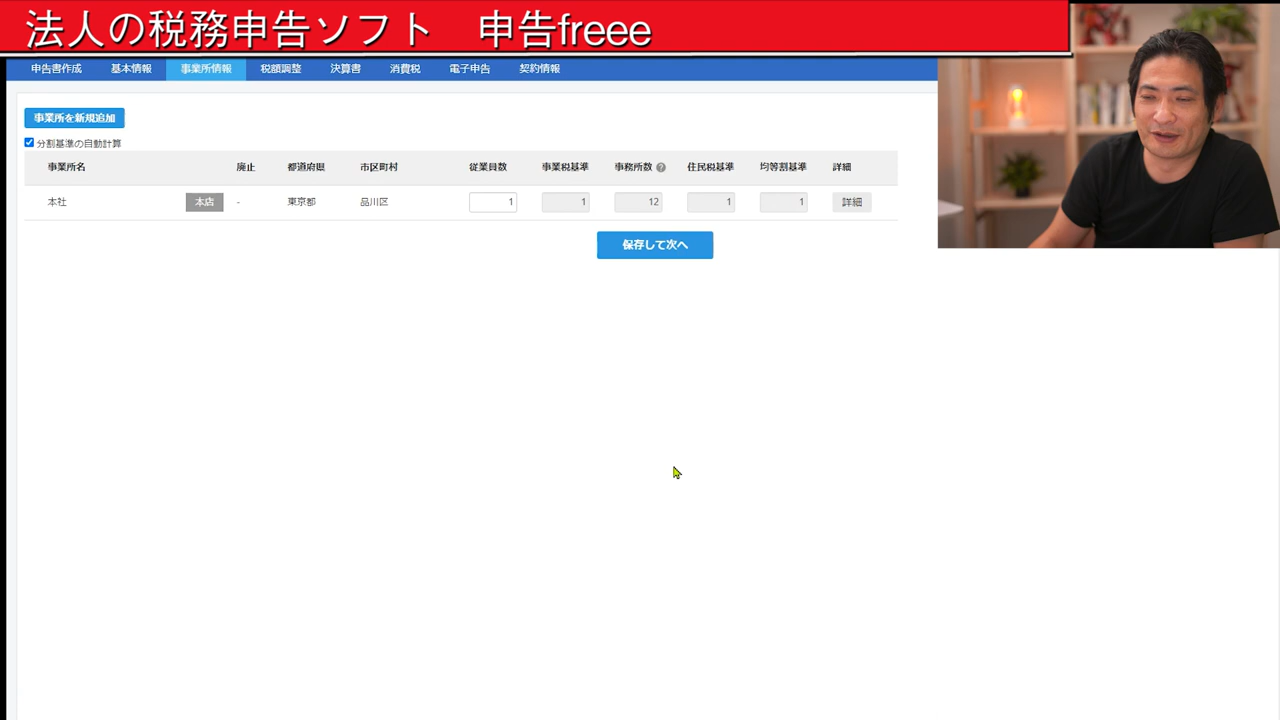 法人の税務申告ソフト　申告freee
申告書作成 基本情報 事業所情報 税額調整 決算書 消費税 電子申告 契約情報
事業所を新規追加
分割基準の自動計算
事業所名 廃止 都道府県 市区町村 従業員数 事業税基準 事務所数 ? 住民税基準 均等割基準 詳細
本社 本店 - 東京都 品川区 1 1 12 1 1 詳細
保存して次へ